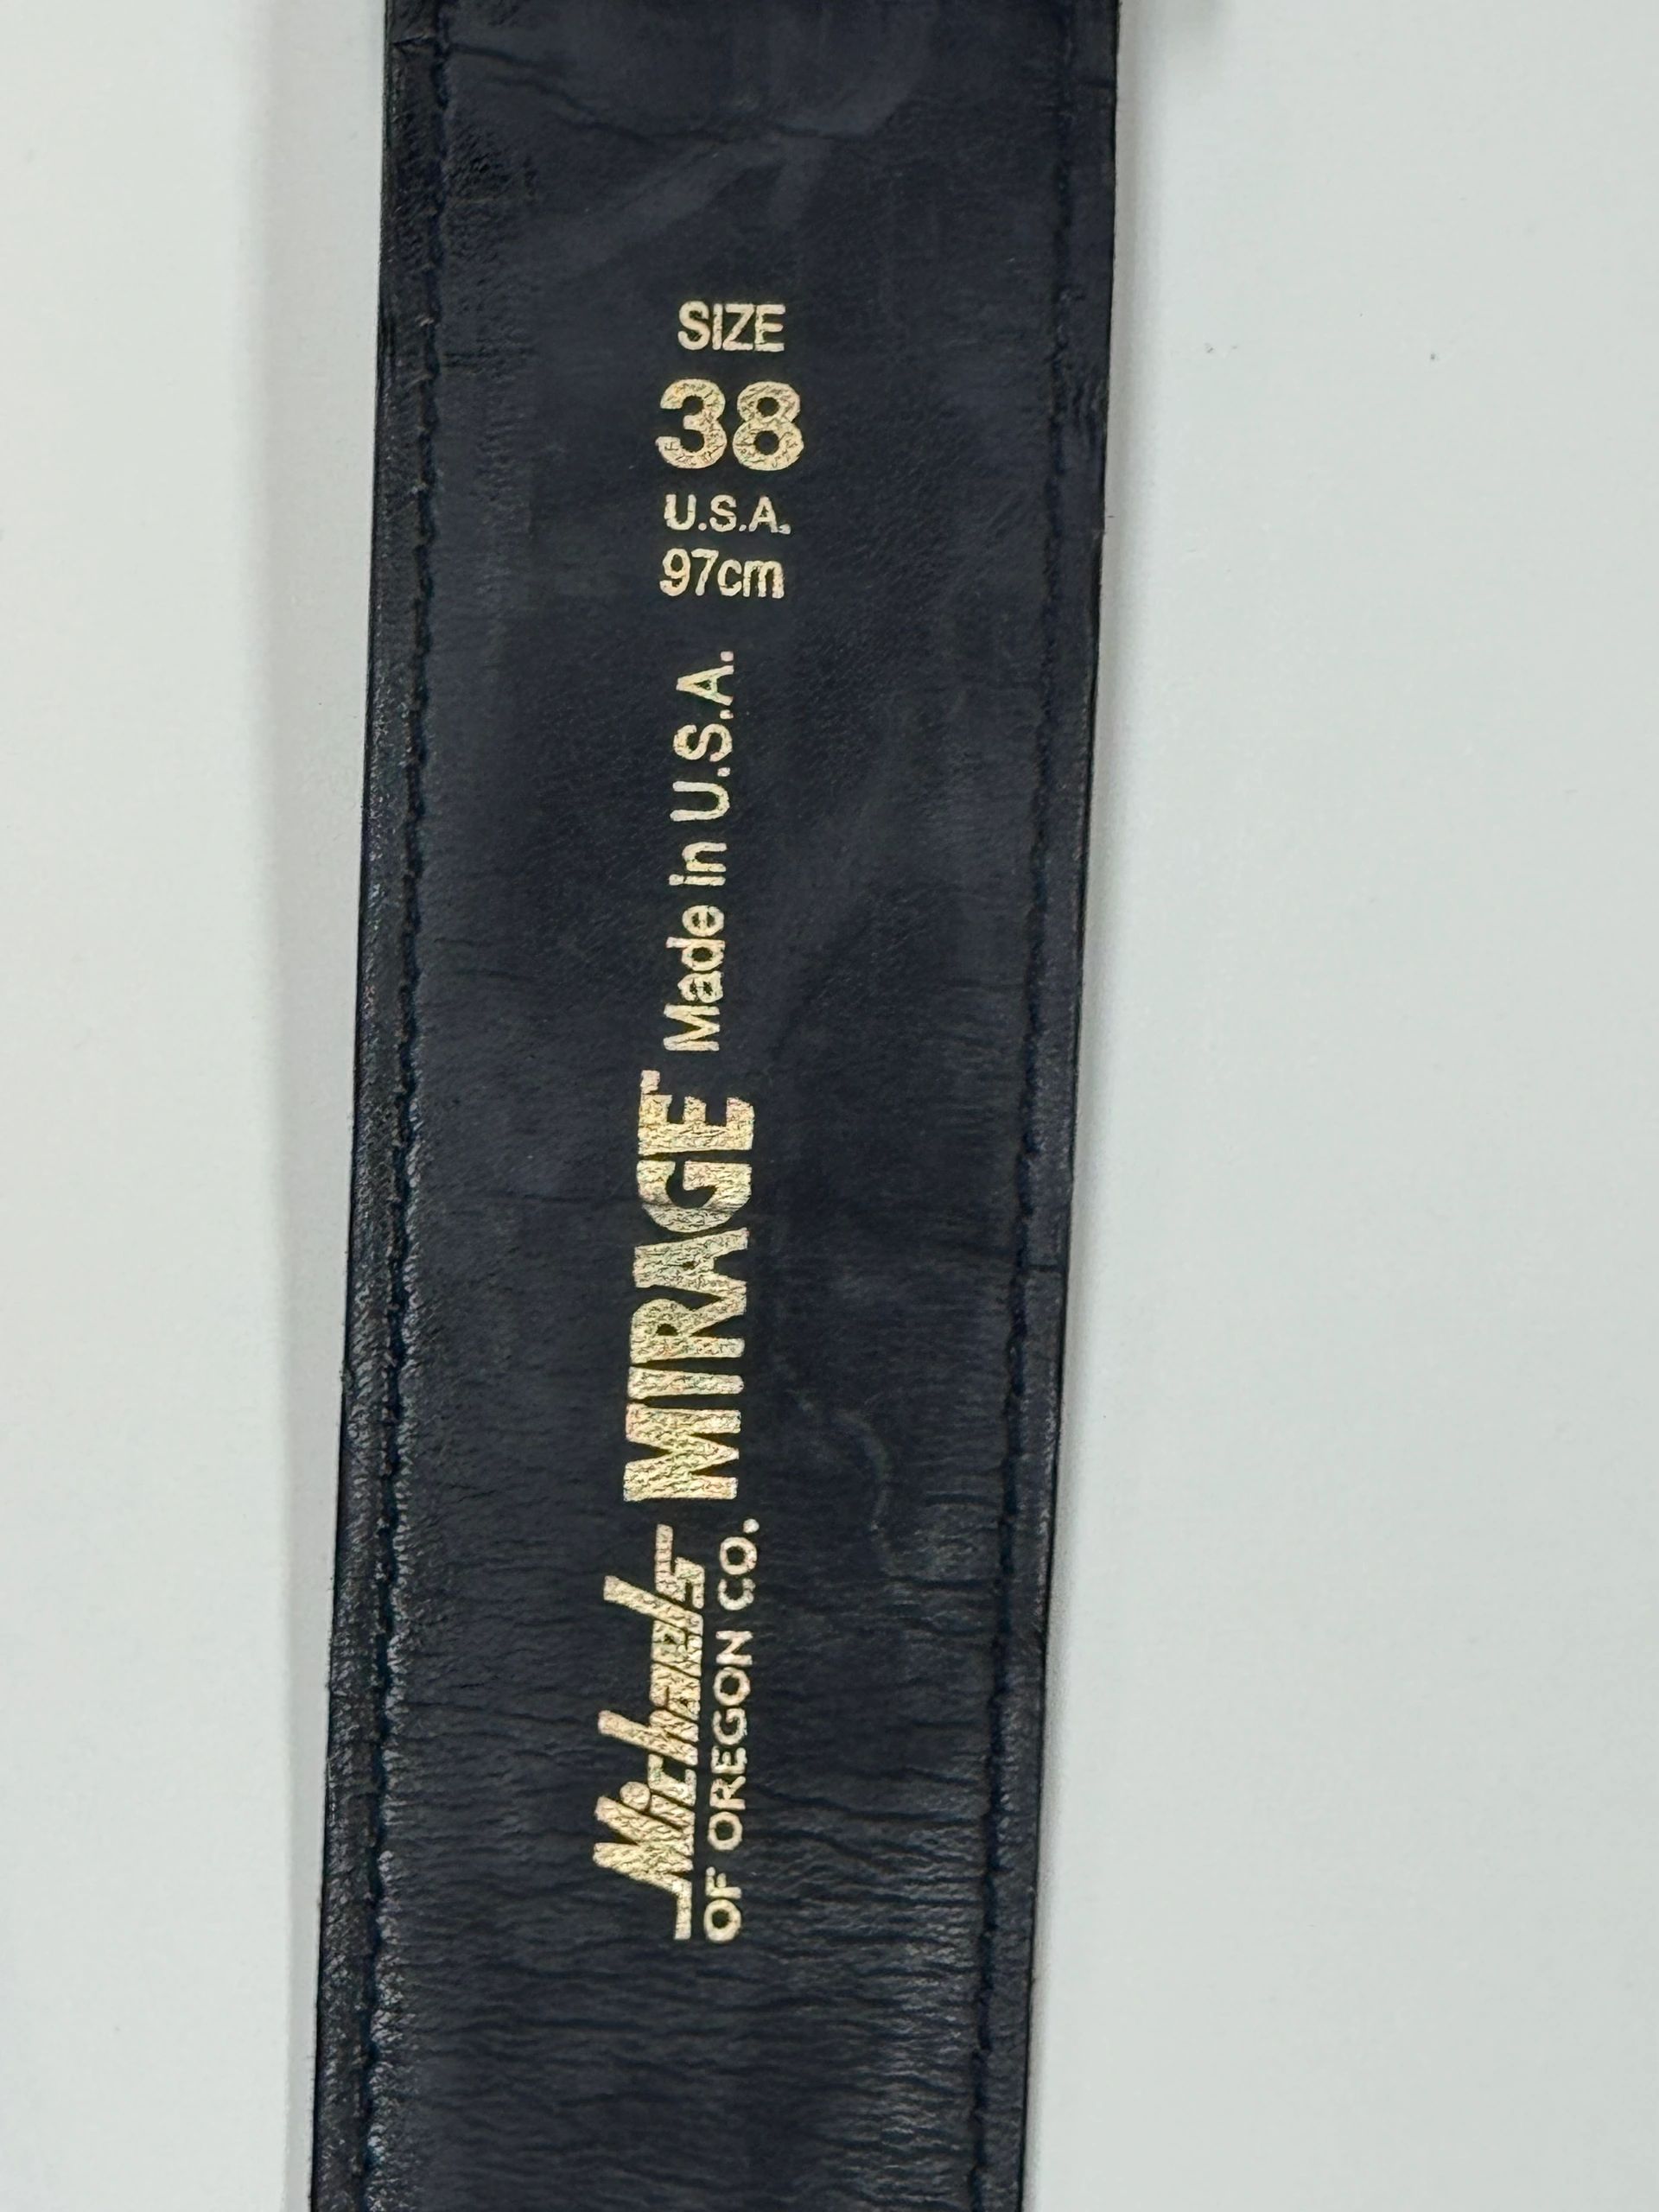 SIZE
38
U.S.A.
97cm
Michaels
OF OREGON CO.
MIRAGE
Made in U.S.A.